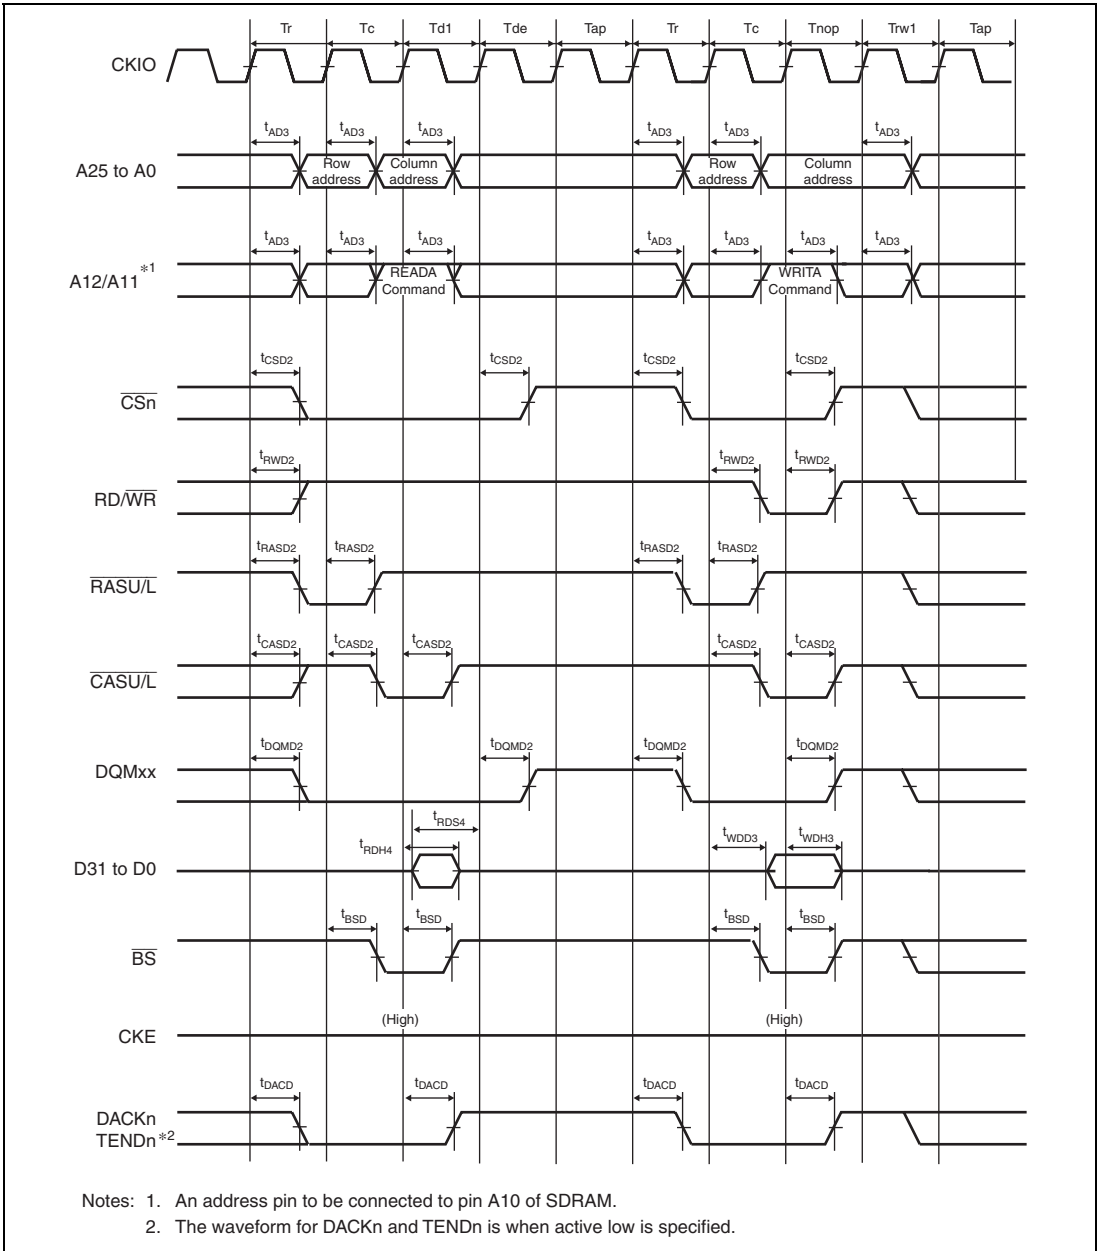 Tr Tc Td1 Tde Tap Tr Tc Tnop Trw1 Tap
CKIO
tAD3 tAD3 tAD3 tAD3 tAD3 tAD3
A25 to A0
Row address Column address Row address Column address
tAD3 tAD3 tAD3 tAD3 tAD3 tAD3 tAD3
A12/A11*1
READA Command WRITA Command
tCSD2 tCSD2 tCSD2 tCSD2
CSn
tRWD2 tRWD2 tRWD2
RD/WR
tRASD2 tRASD2 tRASD2 tRASD2
RASU/L
tCASD2 tCASD2 tCASD2 tCASD2 tCASD2
CASU/L
tDQMD2 tDQMD2 tDQMD2 tDQMD2
DQMxx
tRDS4
tRDH4 tWDD3 tWDH3
D31 to D0
tBSD tBSD tBSD tBSD
BS
(High) (High)
CKE
tDACD tDACD tDACD tDACD
DACKn
TENDn*2
Notes: 1. An address pin to be connected to pin A10 of SDRAM.
2. The waveform for DACKn and TENDn is when active low is specified.